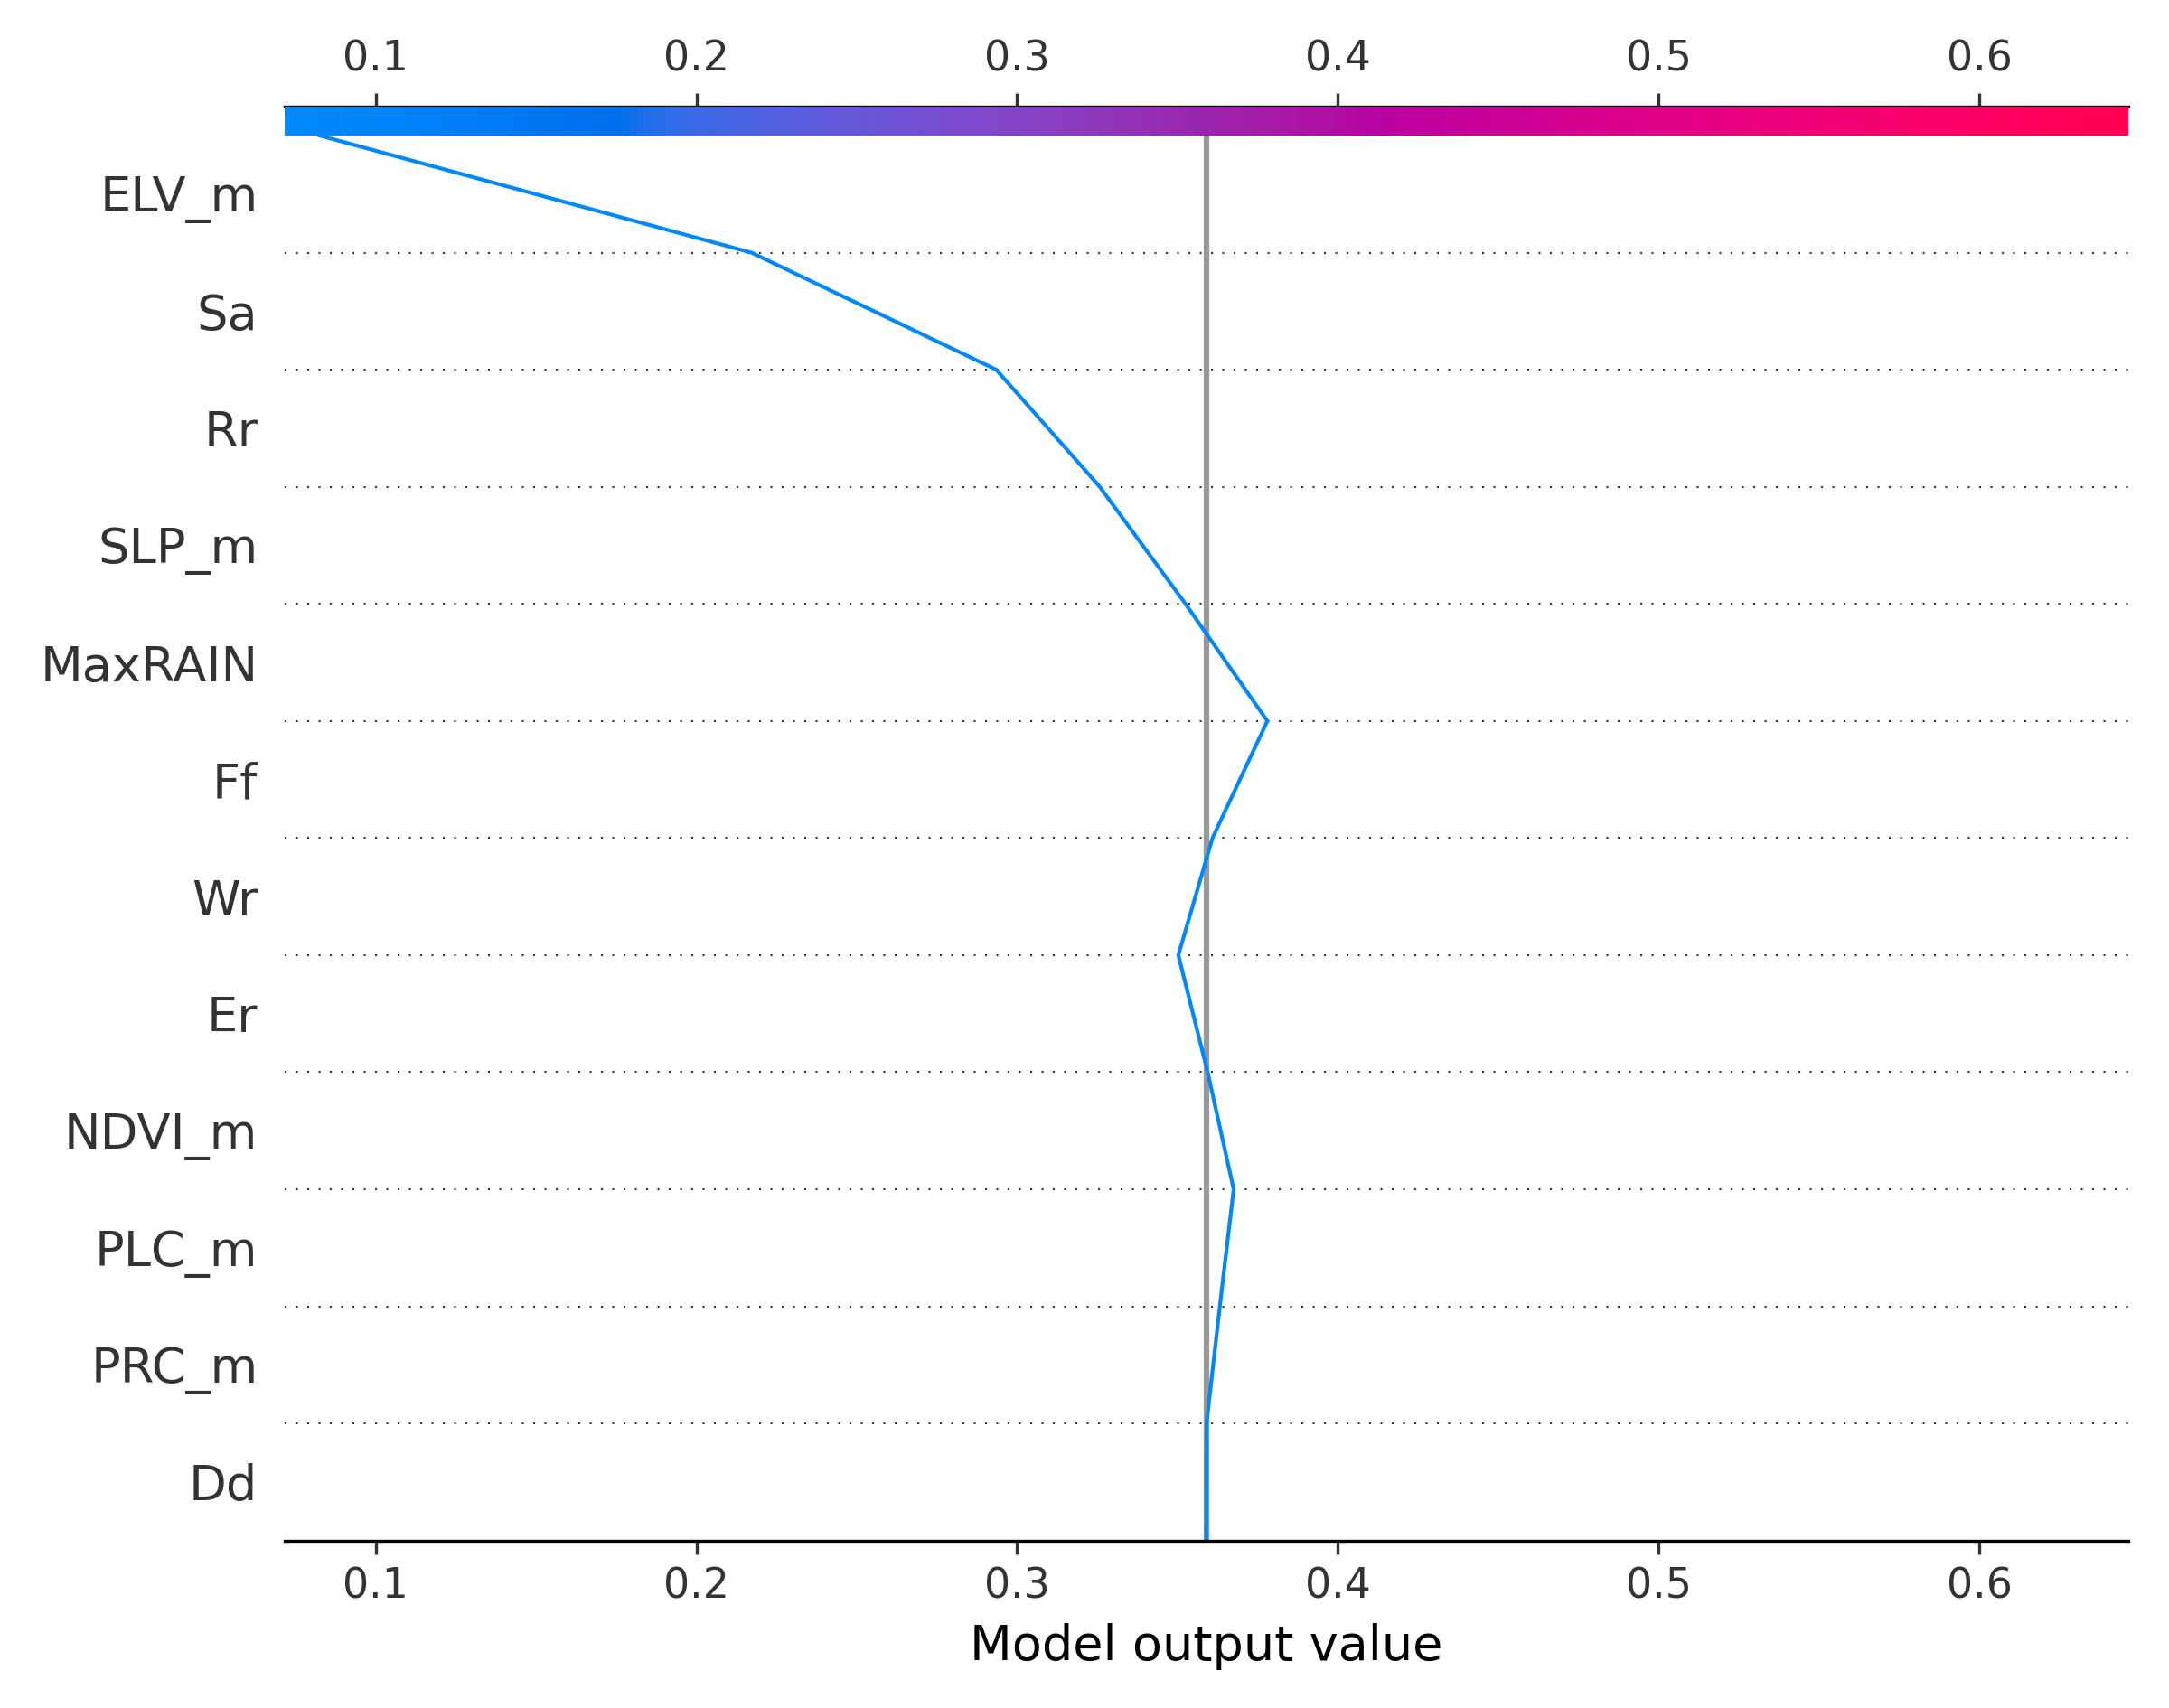 0.1 0.2 0.3 0.4 0.5 0.6
ELV_m
Sa
Rr
SLP_m
MaxRAIN
Ff
Wr
Er
NDVI_m
PLC_m
PRC_m
Dd
0.1 0.2 0.3 0.4 0.5 0.6
Model output value